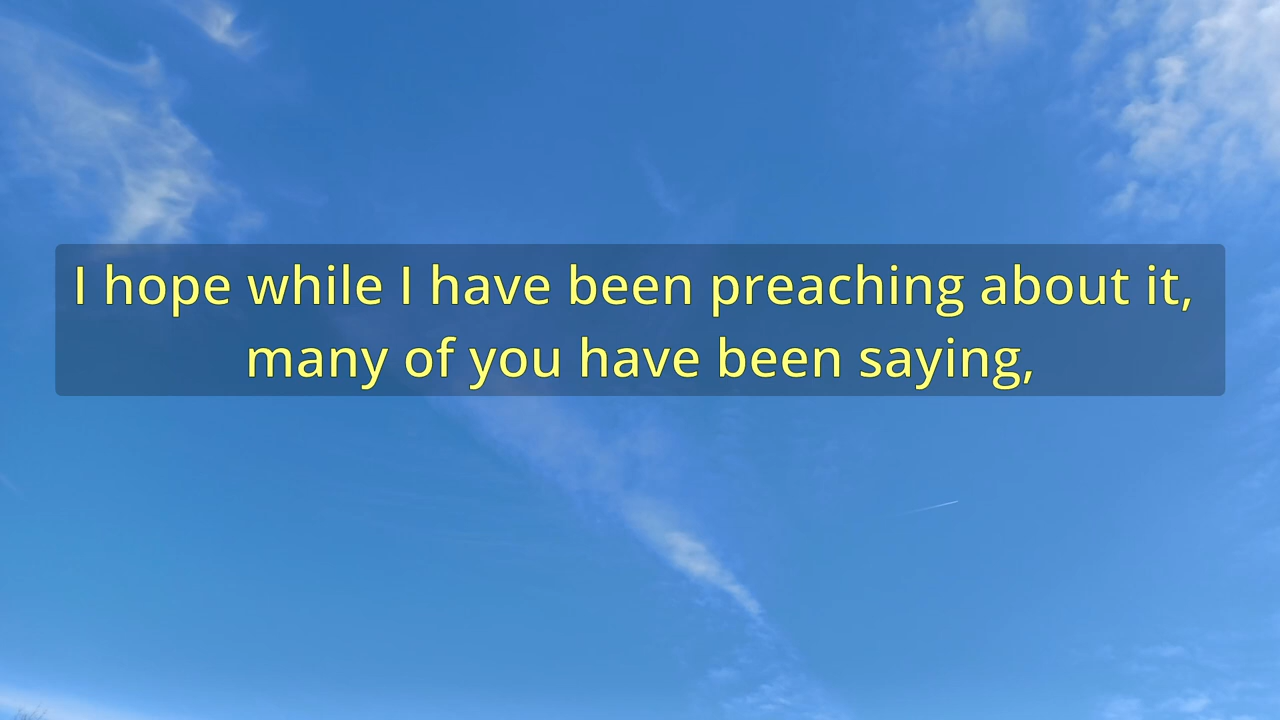 I hope while I have been preaching about it,
many of you have been saying,